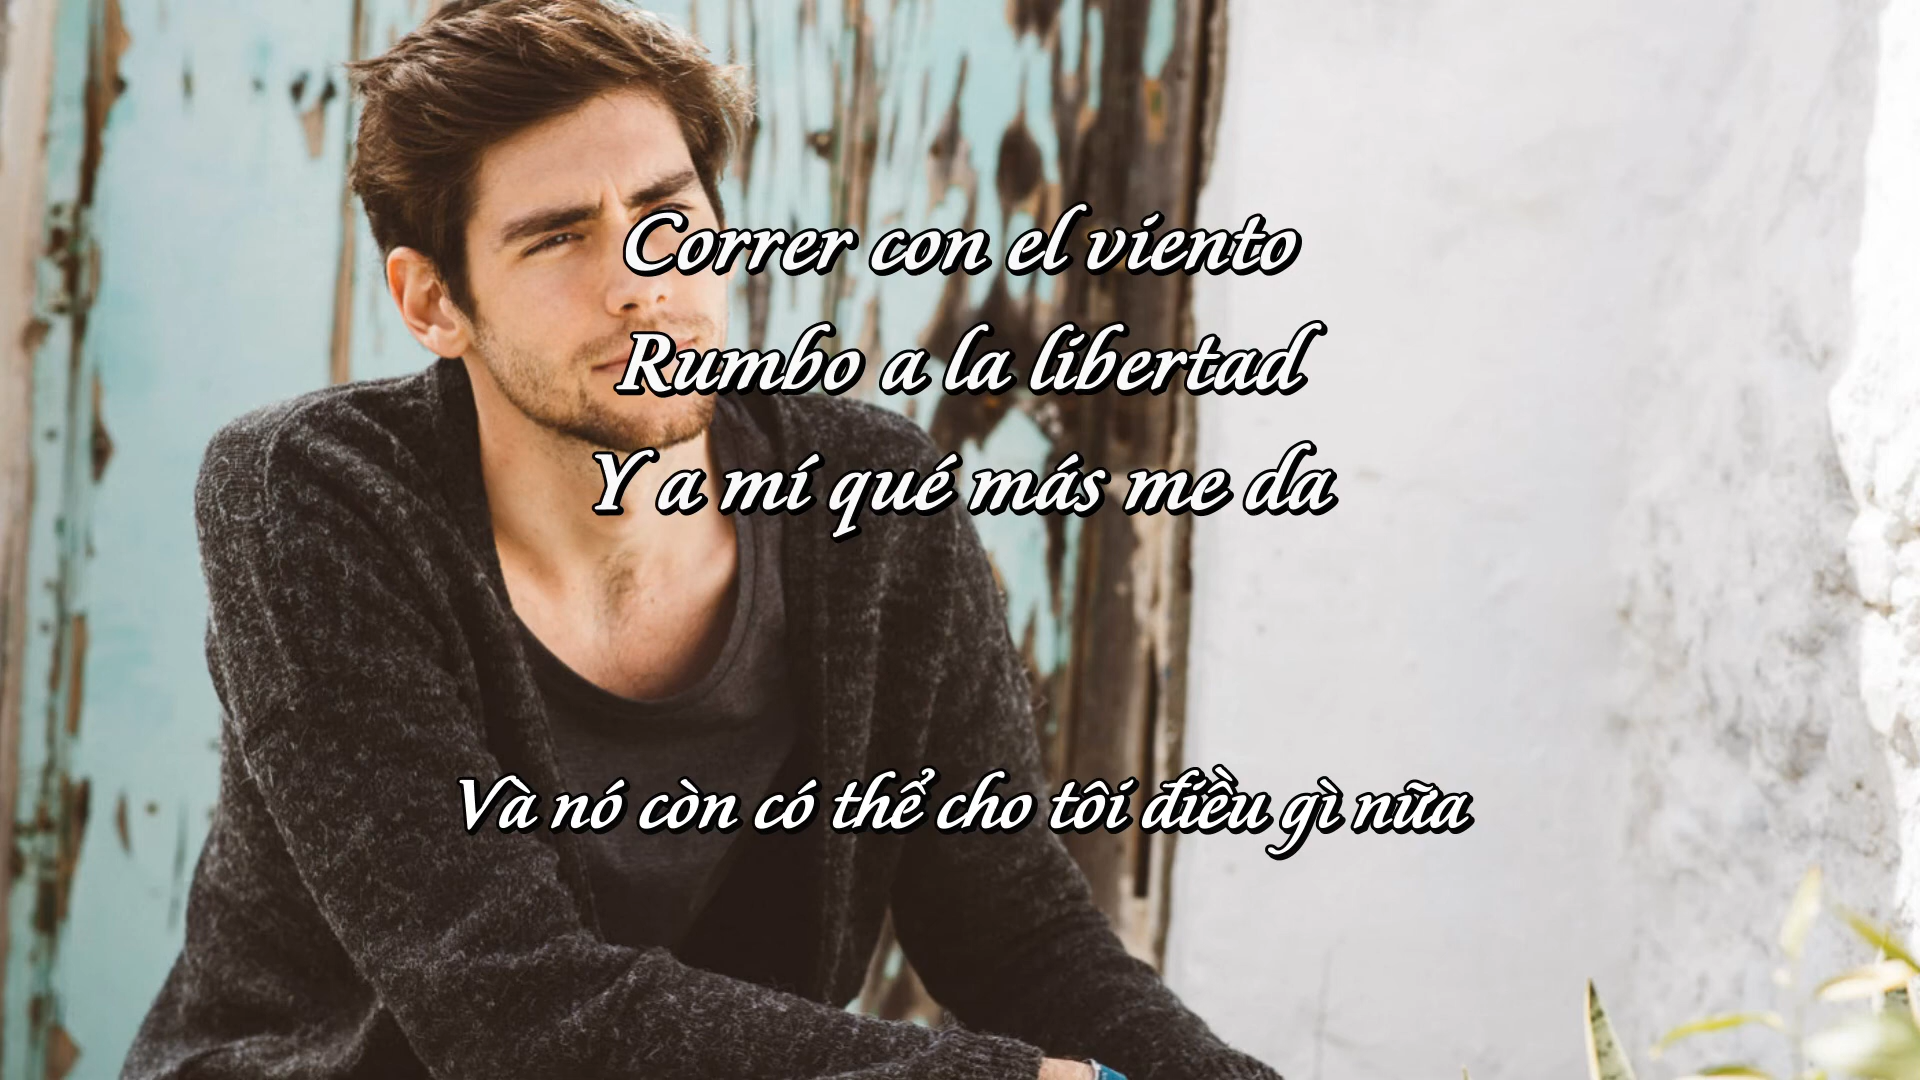 Correr con el viento
Rumbo a la libertad
Y a mí qué más me da
Và nó còn có thể cho tôi điều gì nữa